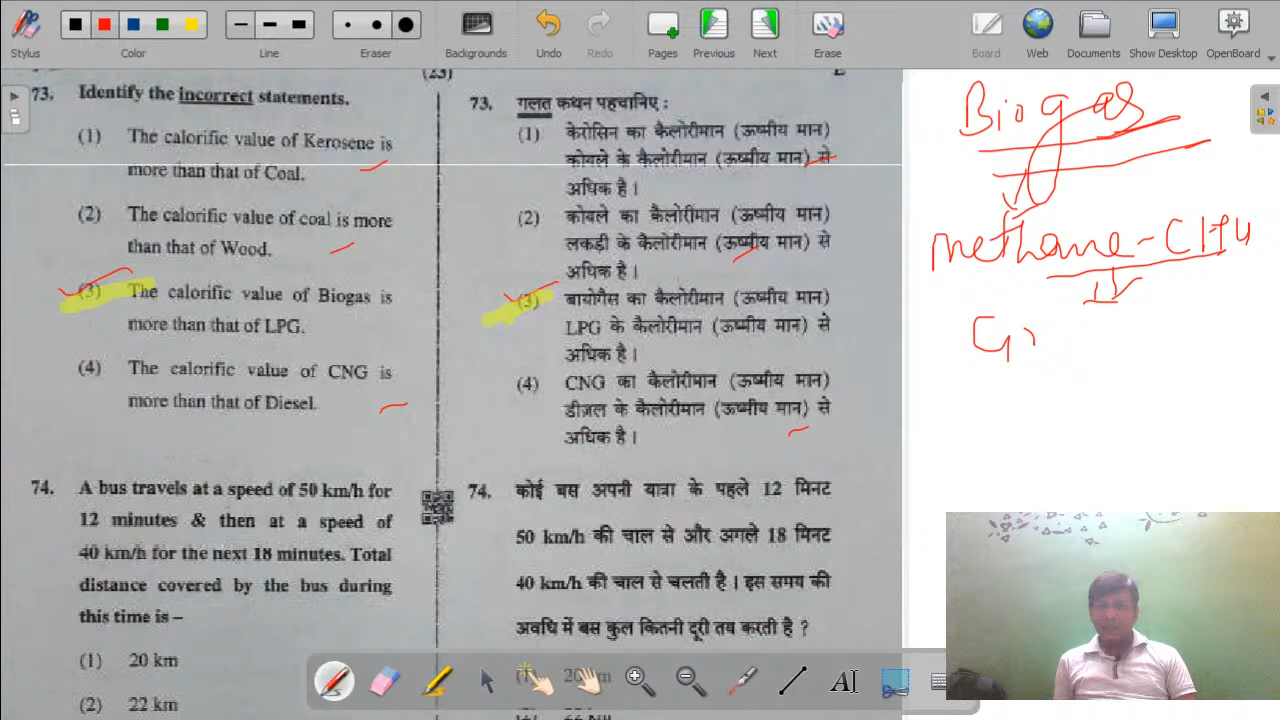 Stylus
Color
Line
Eraser
Backgrounds
Undo
Redo
Pages
Previous
Next
Erase
Board
Web
Documents
Show Desktop
OpenBoard
(23)
E
73. Identify the incorrect statements.
(1) The calorific value of Kerosene is
more than that of Coal.
(2) The calorific value of coal is more
than that of Wood.
(3) The calorific value of Biogas is
more than that of LPG.
(4) The calorific value of CNG is
more than that of Diesel.
74. A bus travels at a speed of 50 km/h for
12 minutes & then at a speed of
40 km/h for the next 18 minutes. Total
distance covered by the bus during
this time is –
(1) 20 km
(2) 22 km
73. गलत कथन पहचानिए :
(1) केरोसिन का कैलोरीमान (ऊष्मीय मान)
कोयले के कैलोरीमान (ऊष्मीय मान) से
अधिक है ।
(2) कोयले का कैलोरीमान (ऊष्मीय मान)
लकड़ी के कैलोरीमान (ऊष्मीय मान) से
अधिक है ।
(3) बायोगैस का कैलोरीमान (ऊष्मीय मान)
LPG के कैलोरीमान (ऊष्मीय मान) से
अधिक है ।
(4) CNG का कैलोरीमान (ऊष्मीय मान)
डीज़ल के कैलोरीमान (ऊष्मीय मान) से
अधिक है ।
74. कोई बस अपनी यात्रा के पहले 12 मिनट
50 km/h की चाल से और अगले 18 मिनट
40 km/h की चाल से चलती है । इस समय की
अवधि में बस कुल कितनी दूरी तय करती है ?
20 km
Biogas
methane - CH4